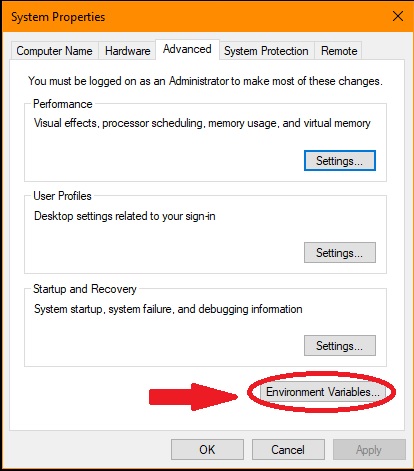 System Properties
Computer Name Hardware Advanced System Protection Remote
You must be logged on as an Administrator to make most of these changes.
Performance
Visual effects, processor scheduling, memory usage, and virtual memory
Settings...
User Profiles
Desktop settings related to your sign-in
Settings...
Startup and Recovery
System startup, system failure, and debugging information
Settings...
Environment Variables...
OK Cancel Apply